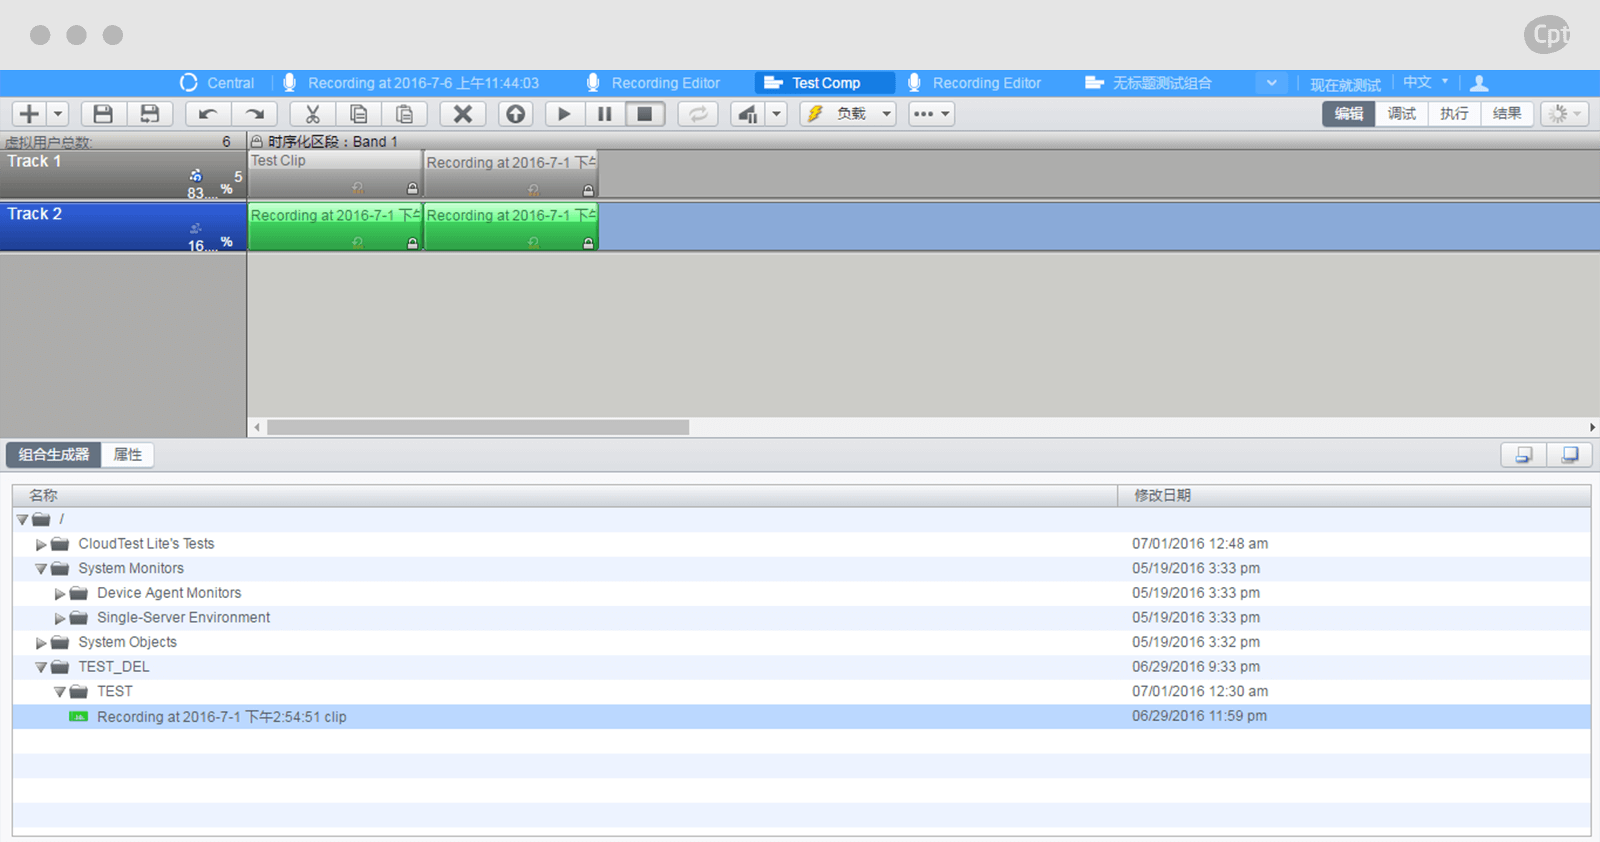 Cpt
Central
Recording at 2016-7-6 上午11:44:03
Recording Editor
Test Comp
Recording Editor
无标题测试组合
现在就测试
中文
负载
编辑 调试 执行 结果
虚拟用户总数: 6
时序化区段：Band 1
Track 1
5
83.... %
Test Clip
Recording at 2016-7-1 下午
Track 2
16.... %
Recording at 2016-7-1 下午
Recording at 2016-7-1 下午
组合生成器 属性
名称 修改日期
/
CloudTest Lite's Tests 07/01/2016 12:48 am
System Monitors 05/19/2016 3:33 pm
Device Agent Monitors 05/19/2016 3:33 pm
Single-Server Environment 05/19/2016 3:33 pm
System Objects 05/19/2016 3:32 pm
TEST_DEL 06/29/2016 9:33 pm
TEST 07/01/2016 12:30 am
Recording at 2016-7-1 下午2:54:51 clip 06/29/2016 11:59 pm